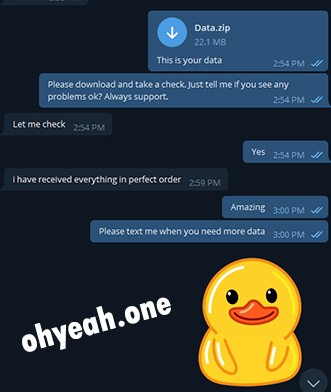 Data.zip
22.1 MB
This is your data
2:54 PM
Please download and take a check. Just tell me if you see any
problems ok? Always support.
2:54 PM
Let me check 2:54 PM
Yes
2:54 PM
i have received everything in perfect order 2:59 PM
Amazing
3:00 PM
Please text me when you need more data 3:00 PM
ohyeah.one